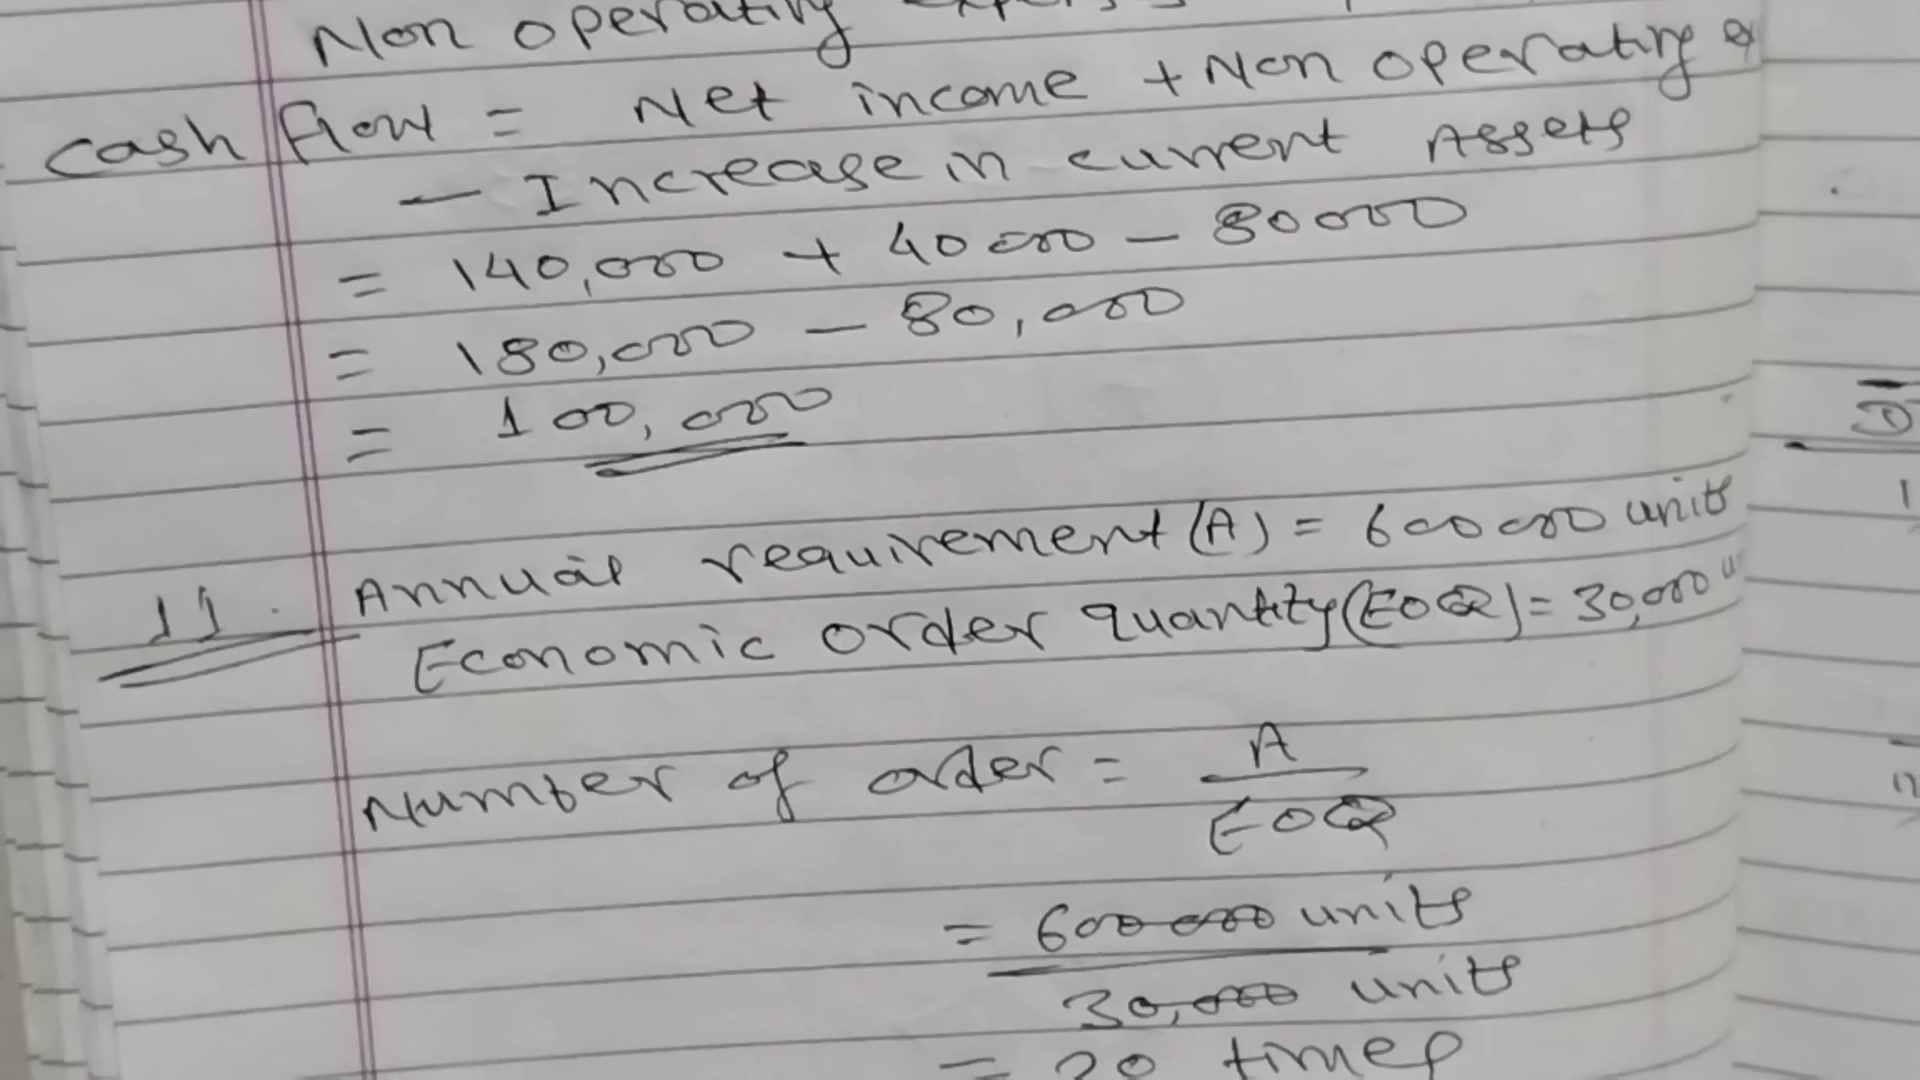 Non operating
Cash flow = Net income + Non operating
— Increase in current Assets
= 140,000 + 40000 — 80000
= 180,000 — 80,000
= 100,000
11. Annual requirement (A) = 600000 units
Economic order quantity (EOQ) = 30,000
Number of order = A
EOQ
= 600000 units
30,000 units
= 20 times